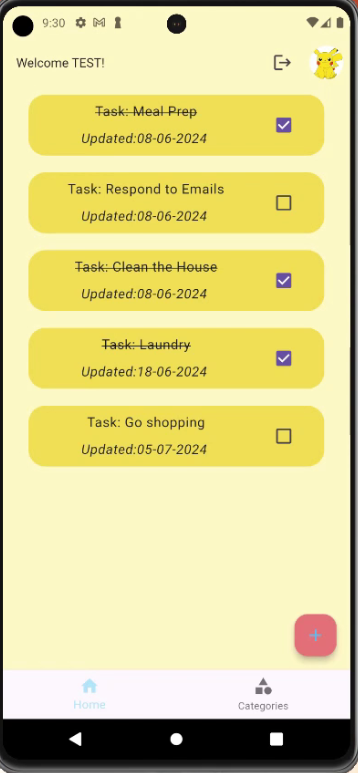 9:30
Welcome TEST!
Task: Meal Prep
Updated:08-06-2024
Task: Respond to Emails
Updated:08-06-2024
Task: Clean the House
Updated:08-06-2024
Task: Laundry
Updated:18-06-2024
Task: Go shopping
Updated:05-07-2024
+
Home
Categories